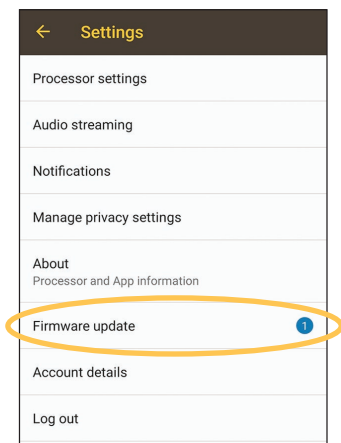 Settings
Processor settings
Audio streaming
Notifications
Manage privacy settings
About
Processor and App information
Firmware update 1
Account details
Log out